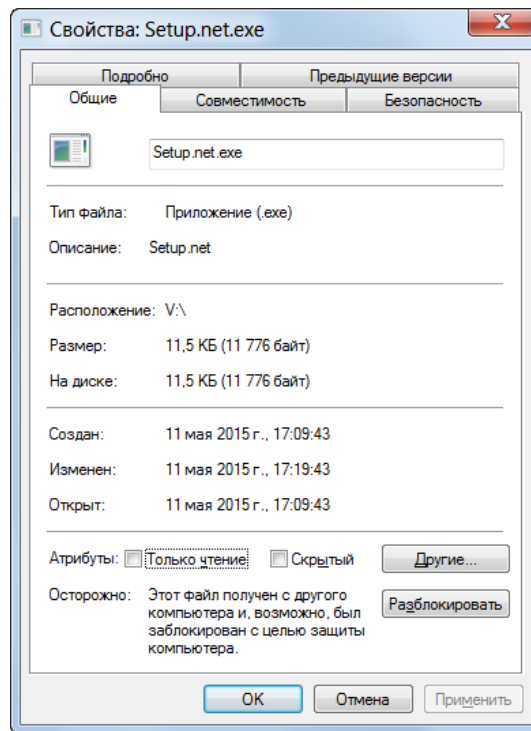 Свойства: Setup.net.exe
Подробно
Предыдущие версии
Общие
Совместимость
Безопасность
Setup.net.exe
Тип файла: Приложение (.exe)
Описание: Setup.net
Расположение: V:\
Размер: 11,5 КБ (11 776 байт)
На диске: 11,5 КБ (11 776 байт)
Создан: 11 мая 2015 г., 17:09:43
Изменен: 11 мая 2015 г., 17:19:43
Открыт: 11 мая 2015 г., 17:09:43
Атрибуты: Только чтение Скрытый Другие...
Осторожно: Этот файл получен с другого
компьютера и, возможно, был
заблокирован с целью защиты
компьютера.
Разблокировать
OK Отмена Применить